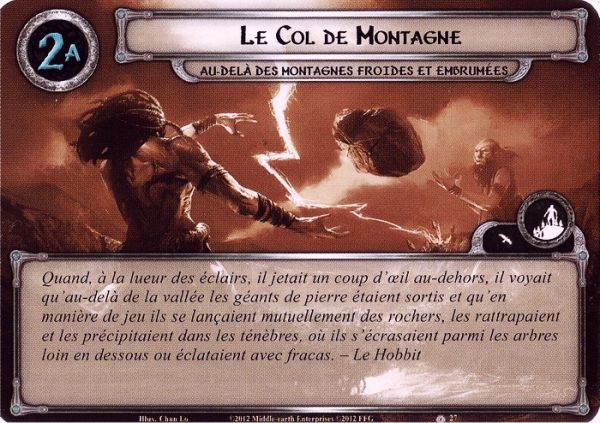 2A
LE COL DE MONTAGNE
AU-DELÀ DES MONTAGNES FROIDES ET EMBRUMÉES
Quand, à la lueur des éclairs, il jetait un coup d'œil au-dehors, il voyait
qu'au-delà de la vallée les géants de pierre étaient sortis et qu'en
manière de jeu ils se lançaient mutuellement des rochers, les rattrapaient
et les précipitaient dans les ténèbres, où ils s'écrasaient parmi les arbres
loin en dessous ou éclataient avec fracas. – Le Hobbit
Illus. Chun Lo ©2012 Middle-earth Enterprises ©2012 FFG 27